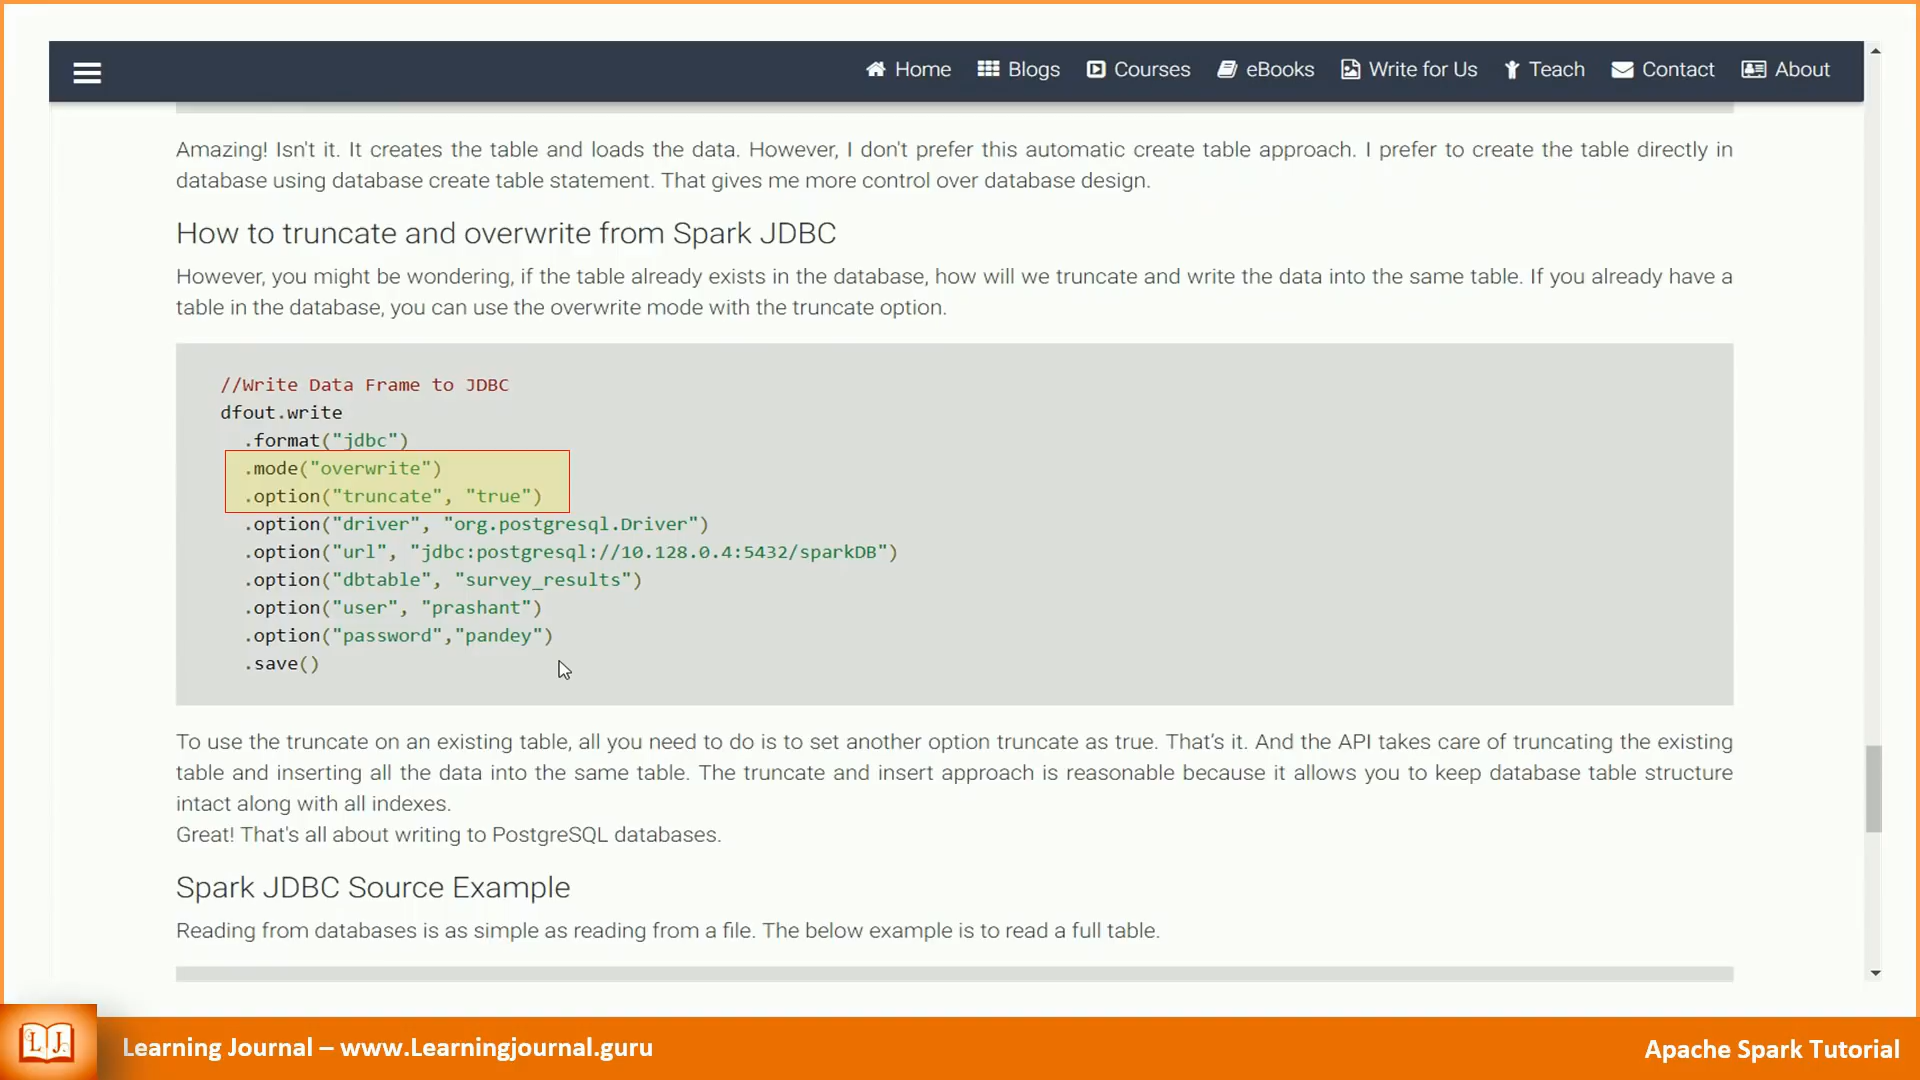 Home Blogs Courses eBooks Write for Us Teach Contact About
Amazing! Isn't it. It creates the table and loads the data. However, I don't prefer this automatic create table approach. I prefer to create the table directly in
database using database create table statement. That gives me more control over database design.
How to truncate and overwrite from Spark JDBC
However, you might be wondering, if the table already exists in the database, how will we truncate and write the data into the same table. If you already have a
table in the database, you can use the overwrite mode with the truncate option.
//Write Data Frame to JDBC
dfout.write
.format("jdbc")
.mode("overwrite")
.option("truncate", "true")
.option("driver", "org.postgresql.Driver")
.option("url", "jdbc:postgresql://10.128.0.4:5432/sparkDB")
.option("dbtable", "survey_results")
.option("user", "prashant")
.option("password","pandey")
.save()
To use the truncate on an existing table, all you need to do is to set another option truncate as true. That's it. And the API takes care of truncating the existing
table and inserting all the data into the same table. The truncate and insert approach is reasonable because it allows you to keep database table structure
intact along with all indexes.
Great! That's all about writing to PostgreSQL databases.
Spark JDBC Source Example
Reading from databases is as simple as reading from a file. The below example is to read a full table.
LJ
Learning Journal – www.Learningjournal.guru
Apache Spark Tutorial